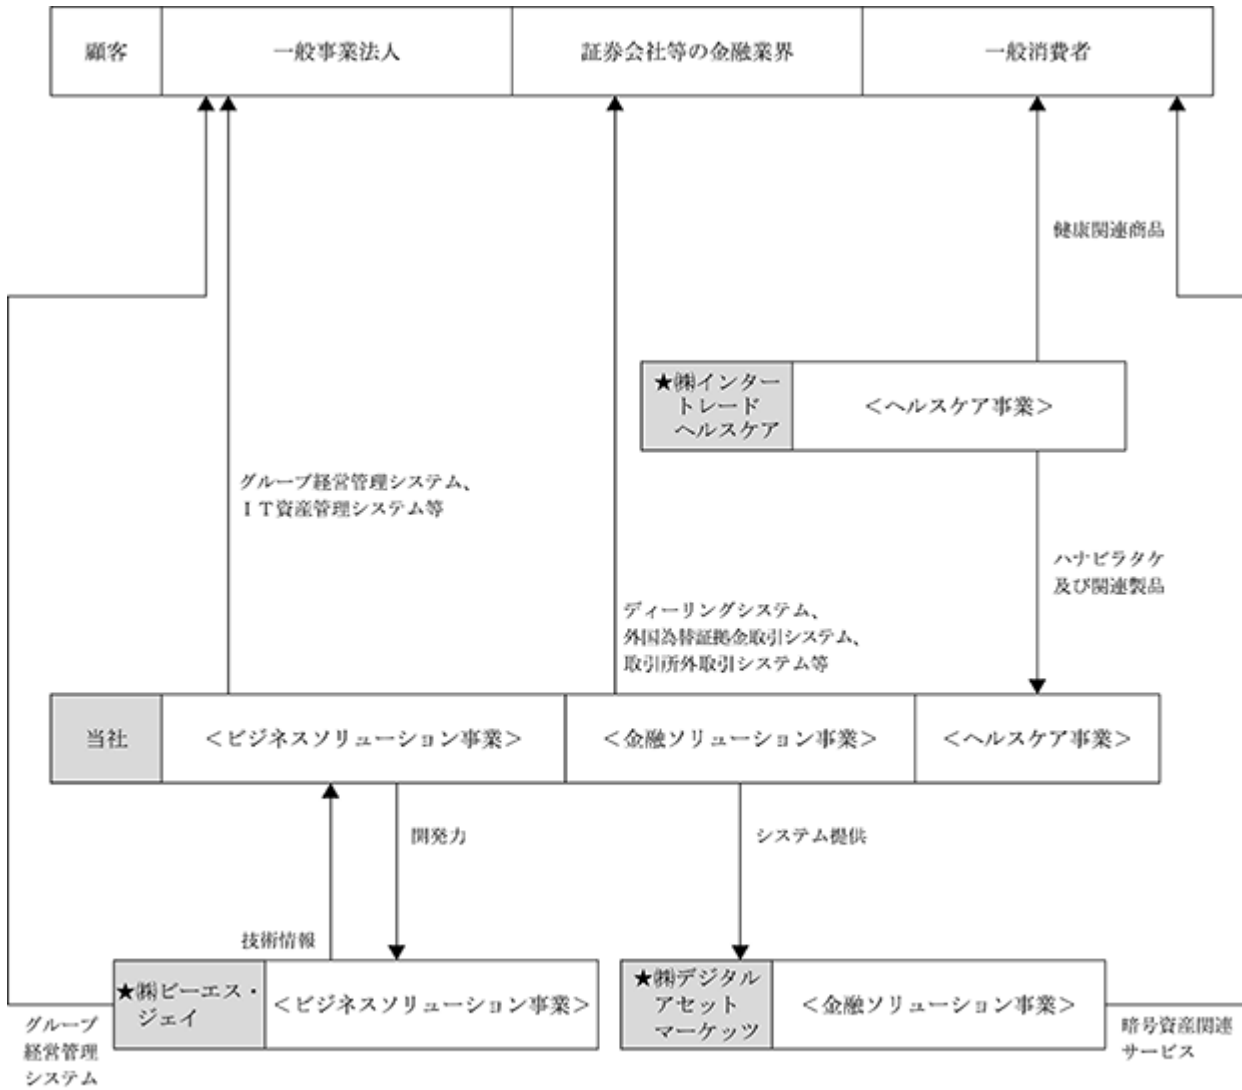 顧客
一般事業法人
証券会社等の金融業界
一般消費者
健康関連商品
★㈱インター
トレード
ヘルスケア
＜ヘルスケア事業＞
グループ経営管理システム、
ＩＴ資産管理システム等
ハナビラタケ
及び関連製品
ディーリングシステム、
外国為替証拠金取引システム、
取引所外取引システム等
当社
＜ビジネスソリューション事業＞
＜金融ソリューション事業＞
＜ヘルスケア事業＞
開発力
システム提供
技術情報
★㈱ビーエス・
ジェイ
＜ビジネスソリューション事業＞
★㈱デジタル
アセット
マーケッツ
＜金融ソリューション事業＞
グループ
経営管理
システム
暗号資産関連
サービス